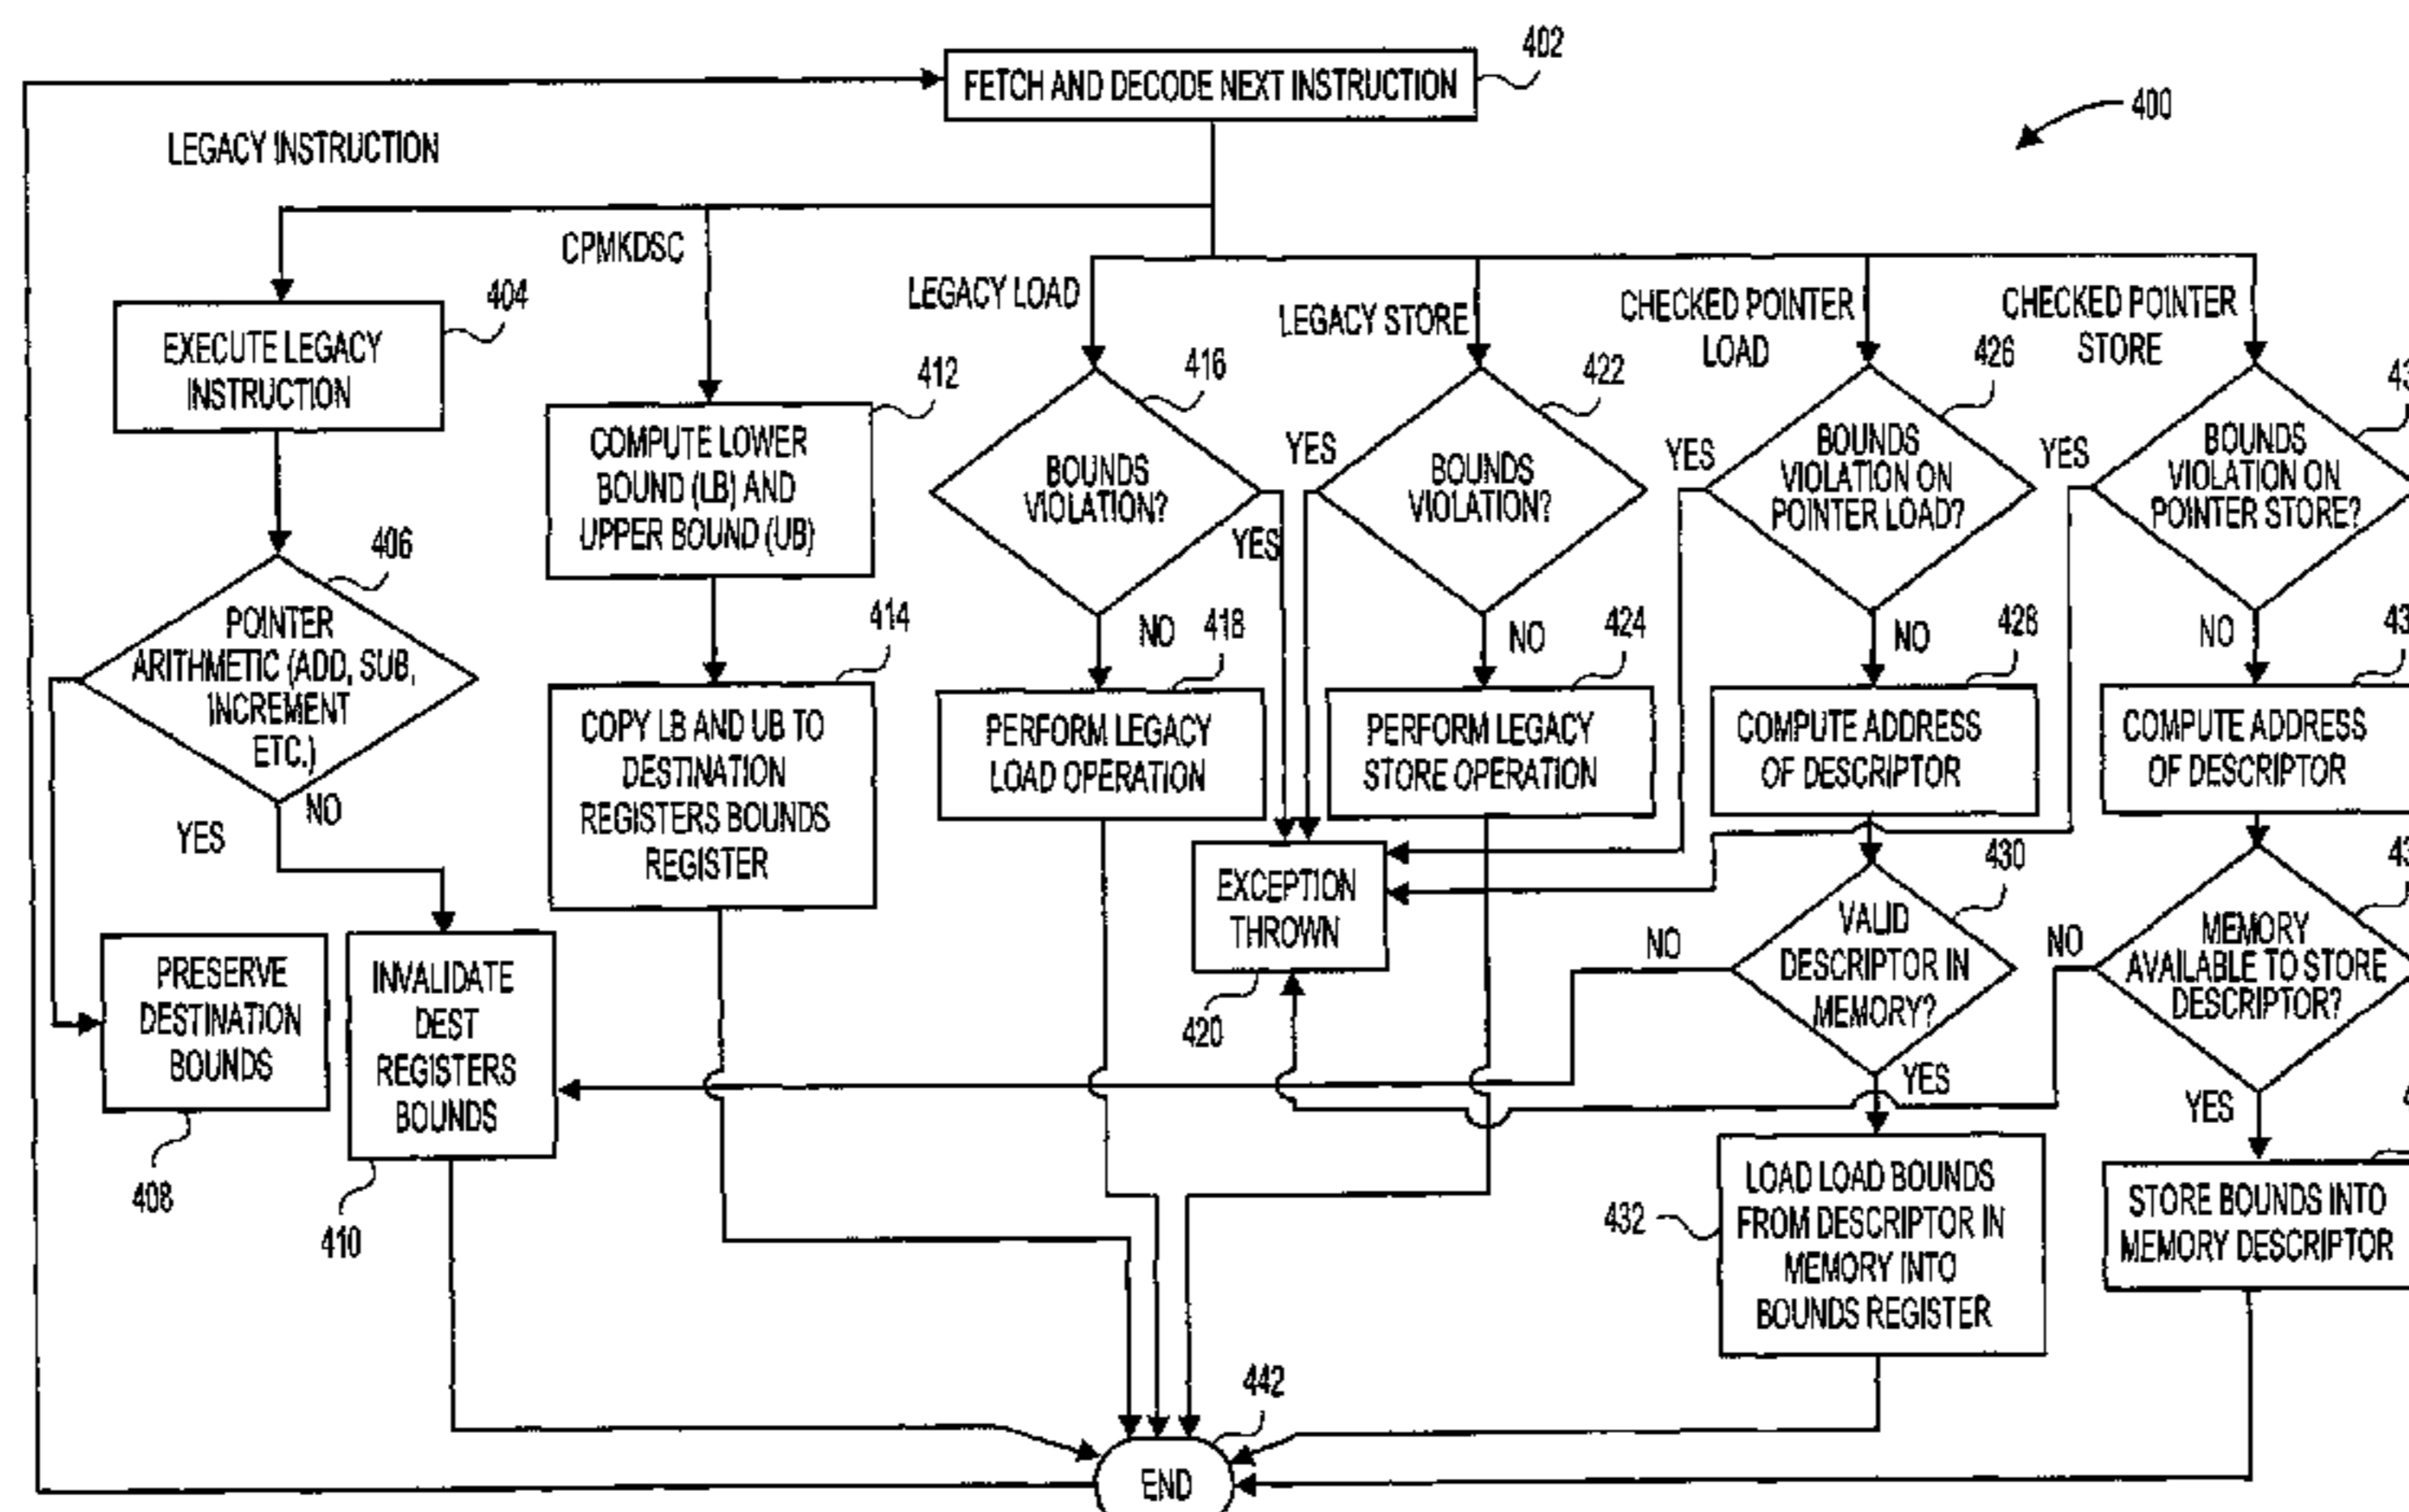 402
FETCH AND DECODE NEXT INSTRUCTION
400
LEGACY INSTRUCTION
CPMKDSC
LEGACY LOAD
LEGACY STORE
CHECKED POINTER
LOAD
CHECKED POINTER
STORE
404
EXECUTE LEGACY
INSTRUCTION
406
POINTER
ARITHMETIC (ADD, SUB,
INCREMENT
ETC.)
NO
YES
PRESERVE
DESTINATION
BOUNDS
408
INVALIDATE
DEST
REGISTERS
BOUNDS
410
412
COMPUTE LOWER
BOUND (LB) AND
UPPER BOUND (UB)
414
COPY LB AND UB TO
DESTINATION
REGISTERS BOUNDS
REGISTER
416
BOUNDS
VIOLATION?
YES
NO
418
PERFORM LEGACY
LOAD OPERATION
EXCEPTION
THROWN
420
422
YES
BOUNDS
VIOLATION?
NO
424
PERFORM LEGACY
STORE OPERATION
426
YES
BOUNDS
VIOLATION ON
POINTER LOAD?
NO
428
COMPUTE ADDRESS
OF DESCRIPTOR
430
NO
VALID
DESCRIPTOR IN
MEMORY?
YES
432
LOAD LOAD BOUNDS
FROM DESCRIPTOR IN
MEMORY INTO
BOUNDS REGISTER
YES
BOUNDS
VIOLATION ON
POINTER STORE?
NO
COMPUTE ADDRESS
OF DESCRIPTOR
NO
MEMORY
AVAILABLE TO STORE
DESCRIPTOR?
YES
STORE BOUNDS INTO
MEMORY DESCRIPTOR
442
END